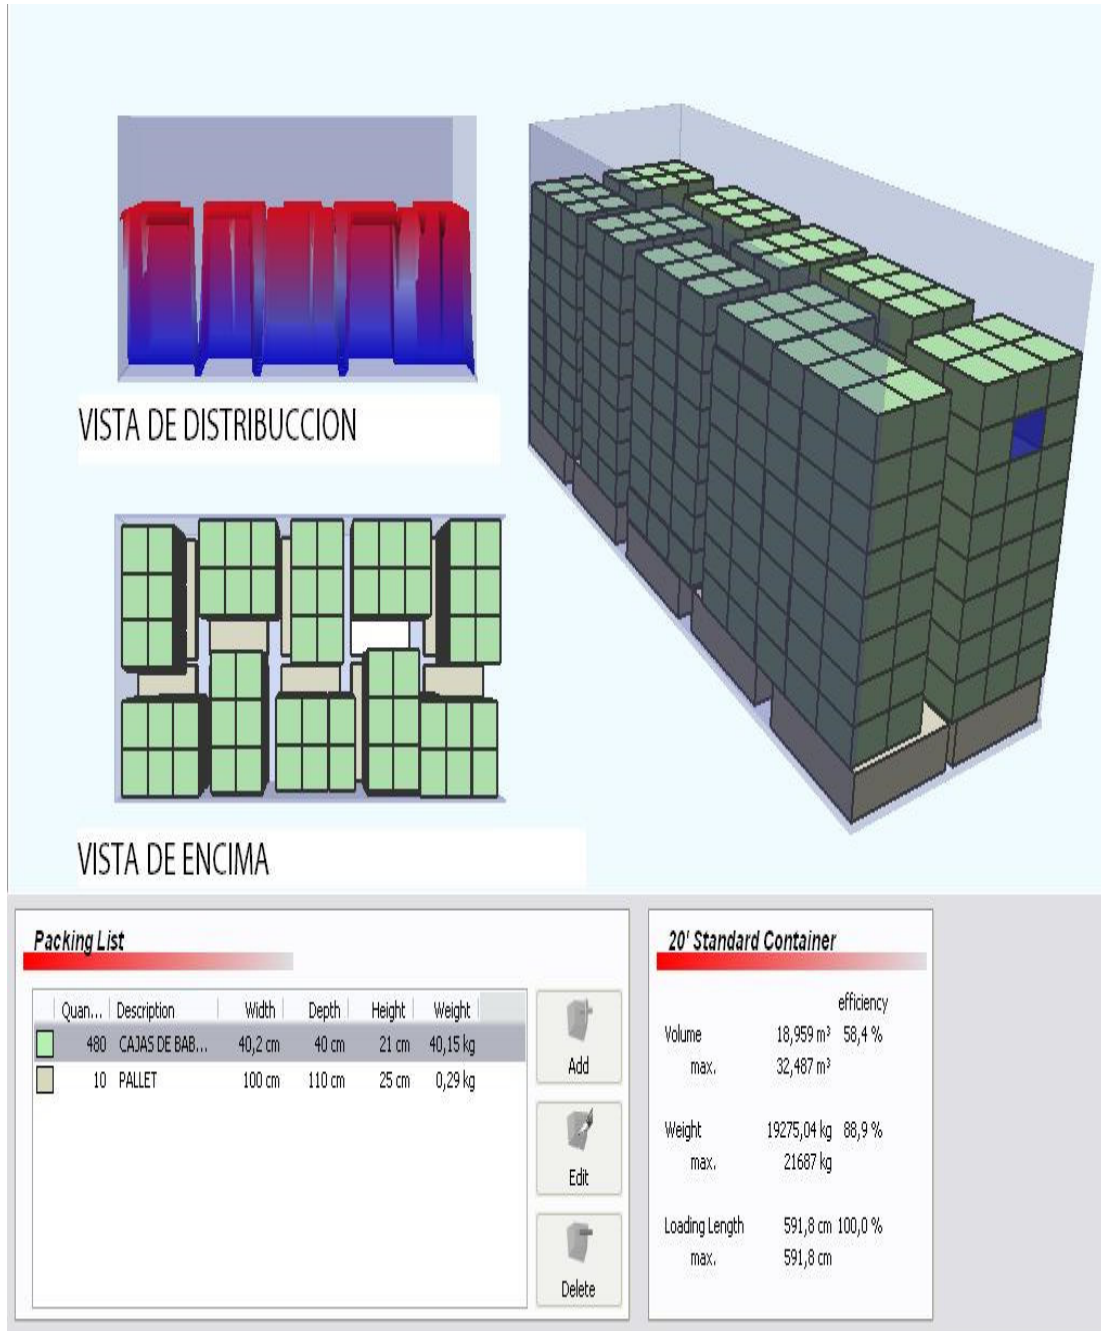 VISTA DE DISTRIBUCCION
VISTA DE ENCIMA
Packing List
Quan... Description Width Depth Height Weight
480 CAJAS DE BAB... 40,2 cm 40 cm 21 cm 40,15 kg
10 PALLET 100 cm 110 cm 25 cm 0,29 kg
Add
Edit
Delete
20' Standard Container
efficiency
Volume 18,959 m³ 58,4 %
max. 32,487 m³
Weight 19275,04 kg 88,9 %
max. 21687 kg
Loading Length 591,8 cm 100,0 %
max. 591,8 cm